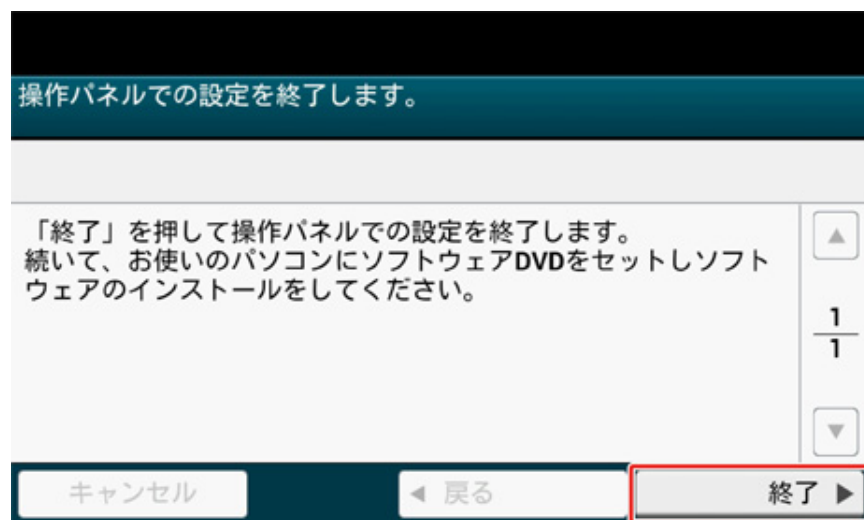 操作パネルでの設定を終了します。
「終了」を押して操作パネルでの設定を終了します。
続いて、お使いのパソコンにソフトウェアDVDをセットしソフト
ウェアのインストールをしてください。
▲
1
1
▼
キャンセル
◀ 戻る
終了 ▶